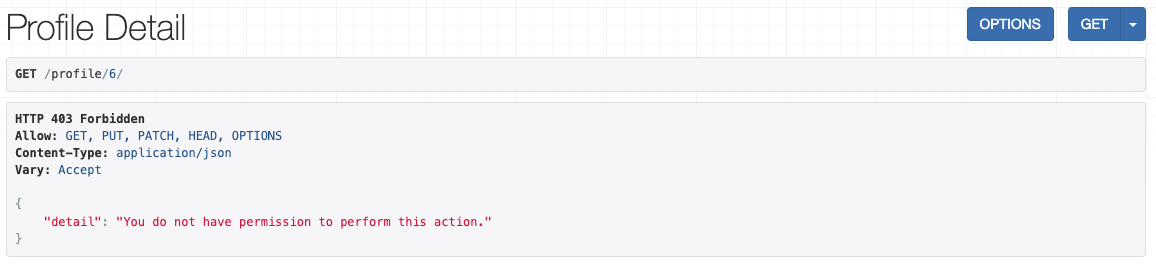 Profile Detail
OPTIONS
GET
GET /profile/6/
HTTP 403 Forbidden
Allow: GET, PUT, PATCH, HEAD, OPTIONS
Content-Type: application/json
Vary: Accept
{
    "detail": "You do not have permission to perform this action."
}